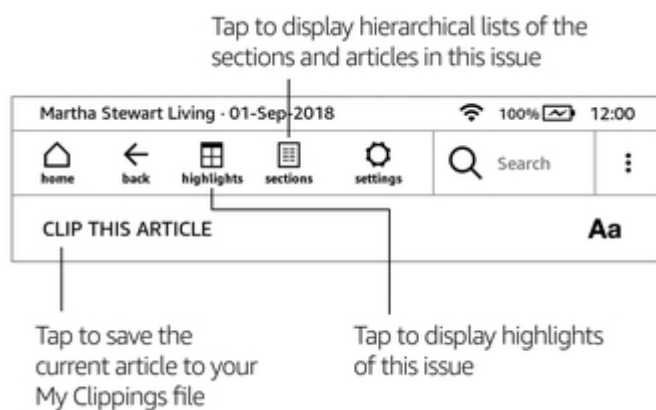 Tap to display hierarchical lists of the
sections and articles in this issue
Martha Stewart Living · 01-Sep-2018 100% 12:00
home back highlights sections settings Search
CLIP THIS ARTICLE Aa
Tap to save the
current article to your
My Clippings file
Tap to display highlights
of this issue